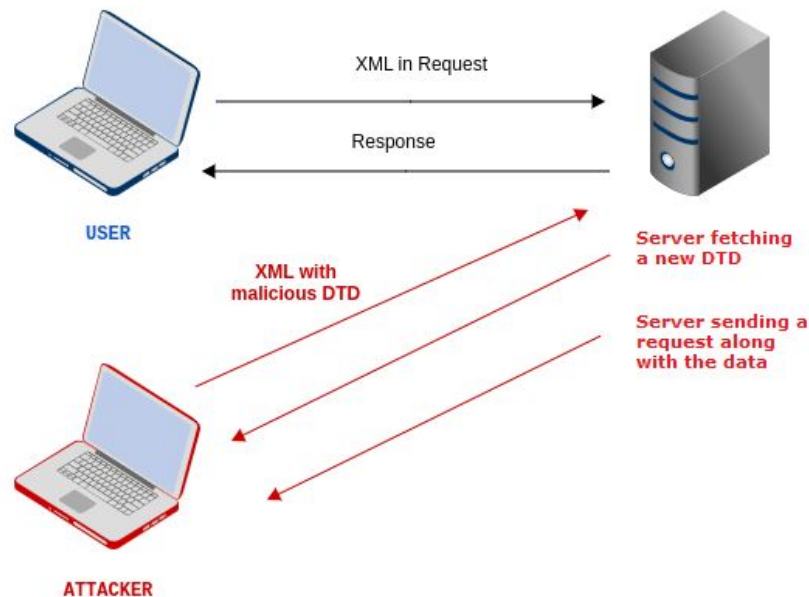 XML in Request
Response
USER
XML with
malicious DTD
Server fetching
a new DTD
Server sending a
request along
with the data
ATTACKER